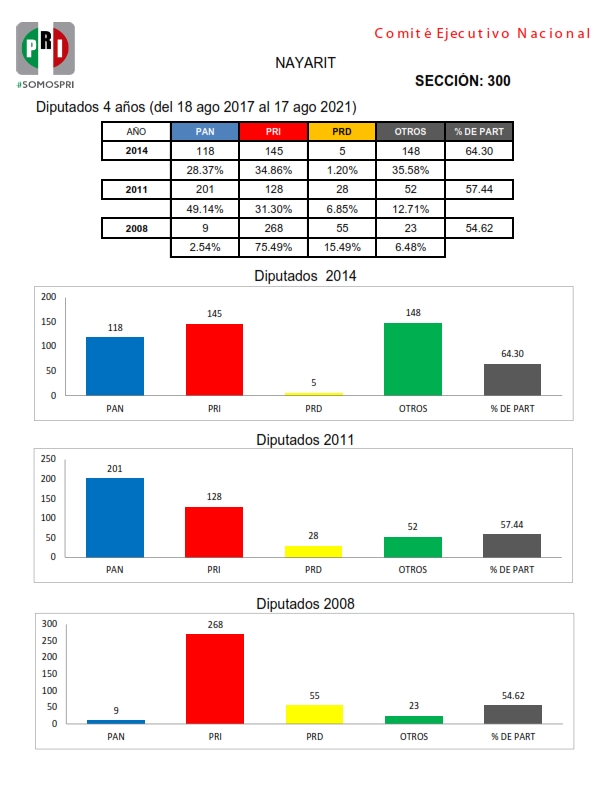 Comité Ejecutivo Nacional
PRI
#SOMOSPRI
NAYARIT
SECCIÓN: 300
Diputados 4 años (del 18 ago 2017 al 17 ago 2021)
AÑO PAN PRI PRD OTROS % DE PART
2014 118 145 5 148 64.30
28.37% 34.86% 1.20% 35.58%
2011 201 128 28 52 57.44
49.14% 31.30% 6.85% 12.71%
2008 9 268 55 23 54.62
2.54% 75.49% 15.49% 6.48%
Diputados 2014
200
150
100
50
0
118 145 5 148 64.30
PAN PRI PRD OTROS % DE PART
Diputados 2011
250
200
150
100
50
0
201 128 28 52 57.44
PAN PRI PRD OTROS % DE PART
Diputados 2008
300
250
200
150
100
50
0
9 268 55 23 54.62
PAN PRI PRD OTROS % DE PART